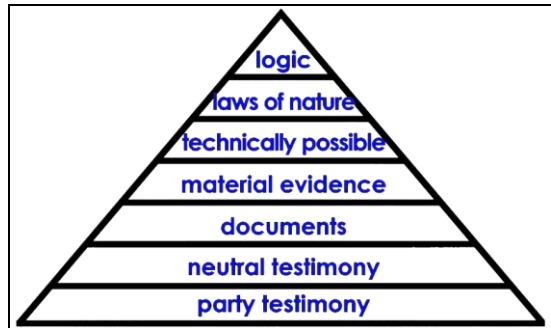 logic
laws of nature
technically possible
material evidence
documents
neutral testimony
party testimony